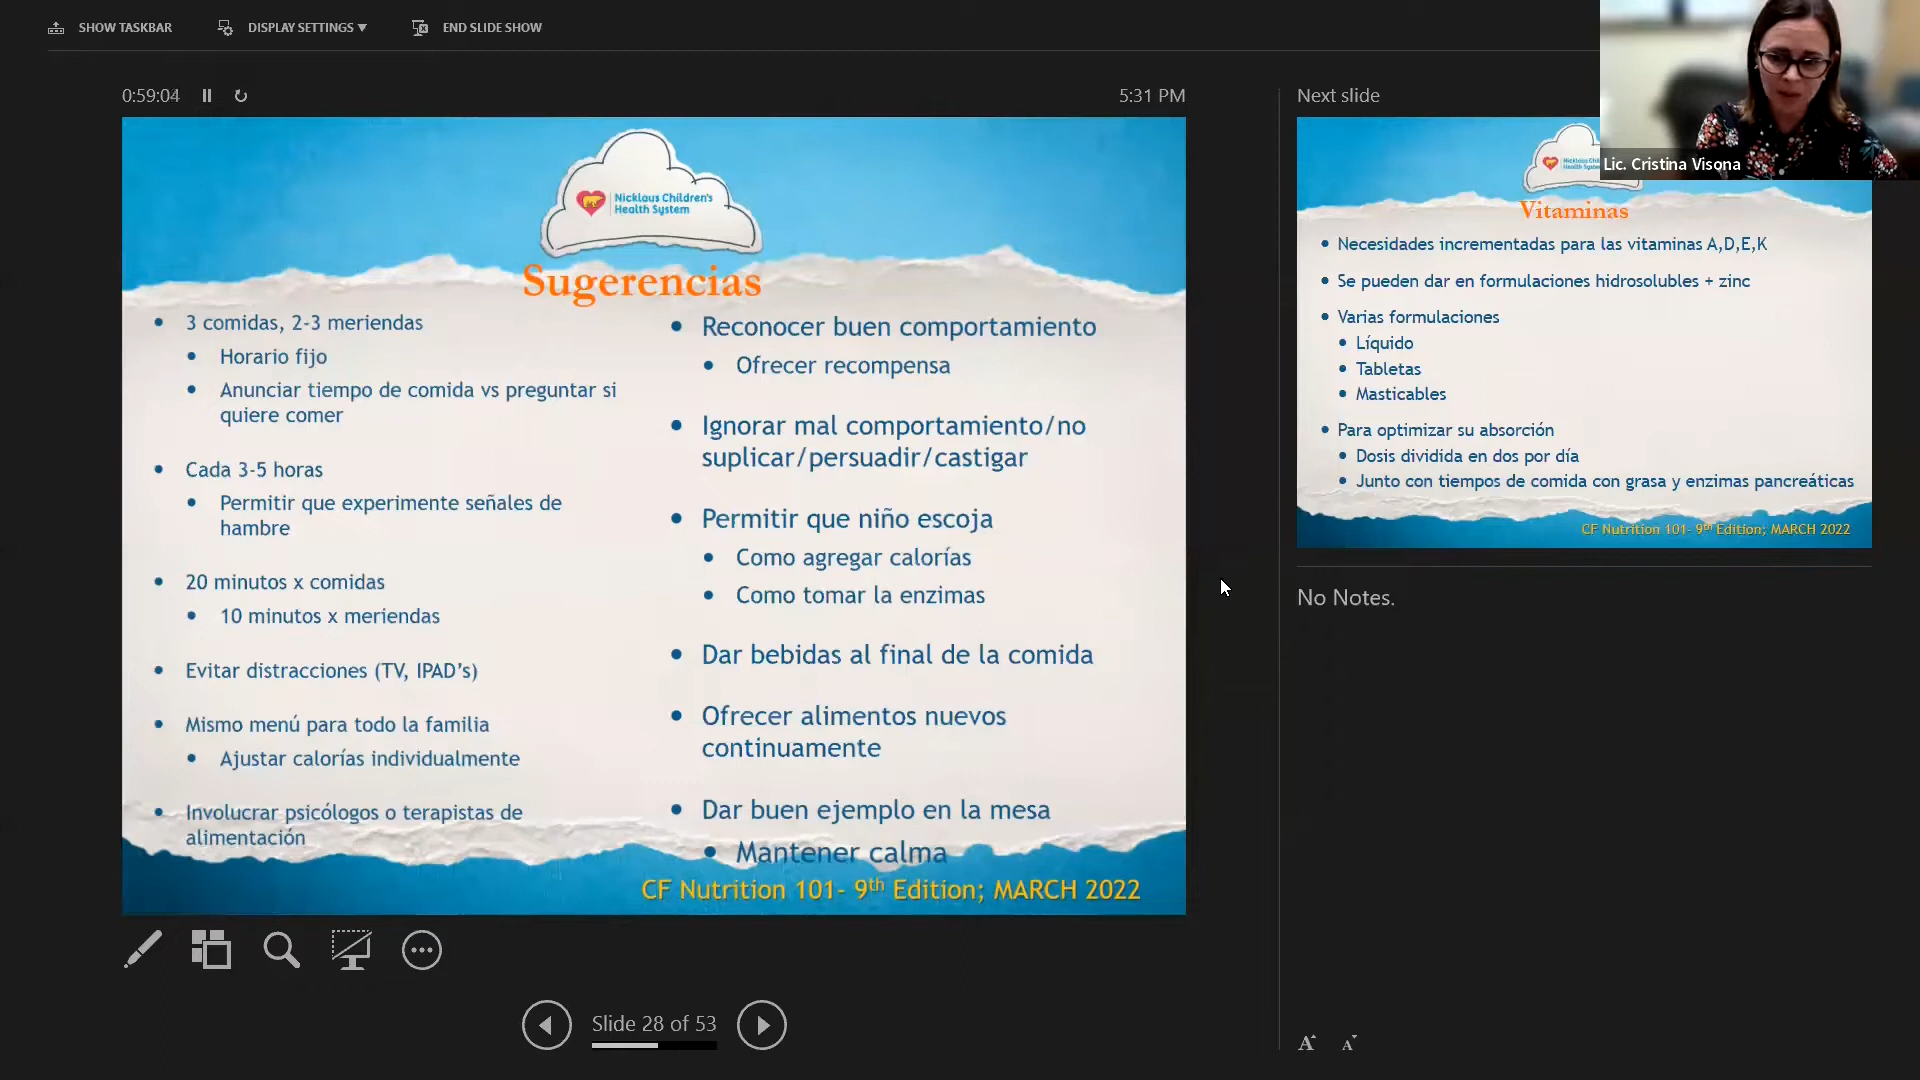 SHOW TASKBAR
DISPLAY SETTINGS ▼
END SLIDE SHOW
0:59:04
5:31 PM
Nicklaus Children's
Health System
Sugerencias
• 3 comidas, 2-3 meriendas
• Horario fijo
• Anunciar tiempo de comida vs preguntar si
quiere comer
• Cada 3-5 horas
• Permitir que experimente señales de
hambre
• 20 minutos x comidas
• 10 minutos x meriendas
• Evitar distracciones (TV, IPAD's)
• Mismo menú para todo la familia
• Ajustar calorías individualmente
• Involucrar psicólogos o terapistas de
alimentación
• Reconocer buen comportamiento
• Ofrecer recompensa
• Ignorar mal comportamiento/no
suplicar/persuadir/castigar
• Permitir que niño escoja
• Como agregar calorías
• Como tomar la enzimas
• Dar bebidas al final de la comida
• Ofrecer alimentos nuevos
continuamente
• Dar buen ejemplo en la mesa
• Mantener calma
CF Nutrition 101- 9th Edition; MARCH 2022
Slide 28 of 53
Next slide
Lic. Cristina Visona
Vitaminas
• Necesidades incrementadas para las vitaminas A,D,E,K
• Se pueden dar en formulaciones hidrosolubles + zinc
• Varias formulaciones
• Líquido
• Tabletas
• Masticables
• Para optimizar su absorción
• Dosis dividida en dos por día
• Junto con tiempos de comida con grasa y enzimas pancreáticas
CF Nutrition 101- 9th Edition; MARCH 2022
No Notes.
A A